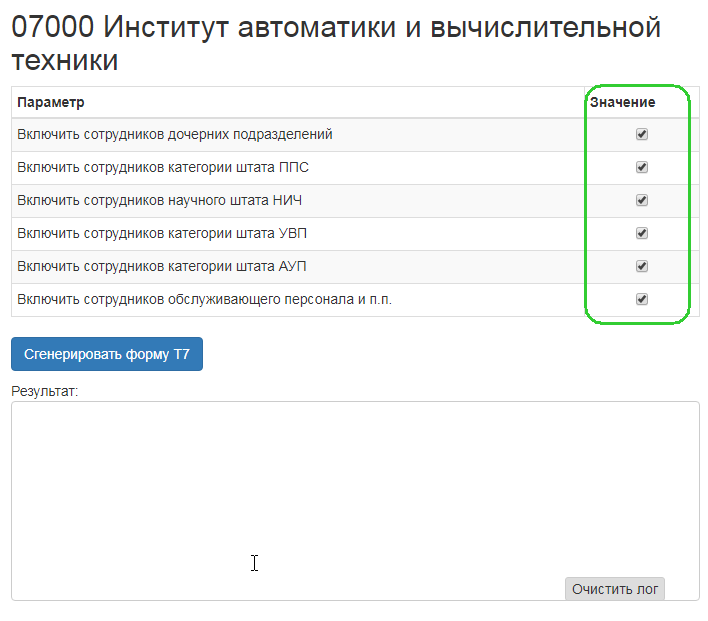 07000 Институт автоматики и вычислительной
техники
Параметр Значение
Включить сотрудников дочерних подразделений
Включить сотрудников категории штата ППС
Включить сотрудников научного штата НИЧ
Включить сотрудников категории штата УВП
Включить сотрудников категории штата АУП
Включить сотрудников обслуживающего персонала и п.п.
Сгенерировать форму Т7
Результат:
Очистить лог